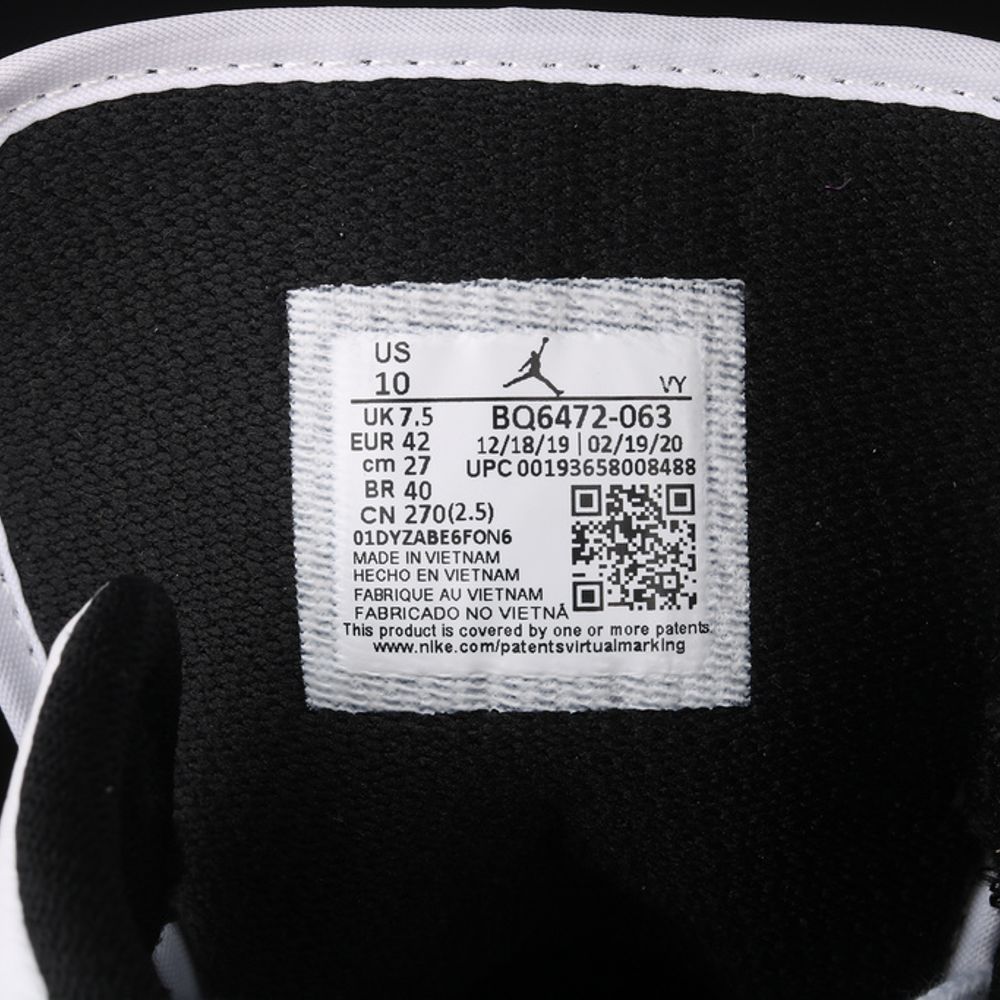 US
10
VY
UK 7.5
BQ6472-063
EUR 42
12/18/19 | 02/19/20
cm 27
UPC 00193658008488
BR 40
CN 270(2.5)
01DYZABE6FON6
MADE IN VIETNAM
HECHO EN VIETNAM
FABRIQUE AU VIETNAM
FABRICADO NO VIETNÃ
This product is covered by one or more patents.
www.nike.com/patentsvirtualmarking